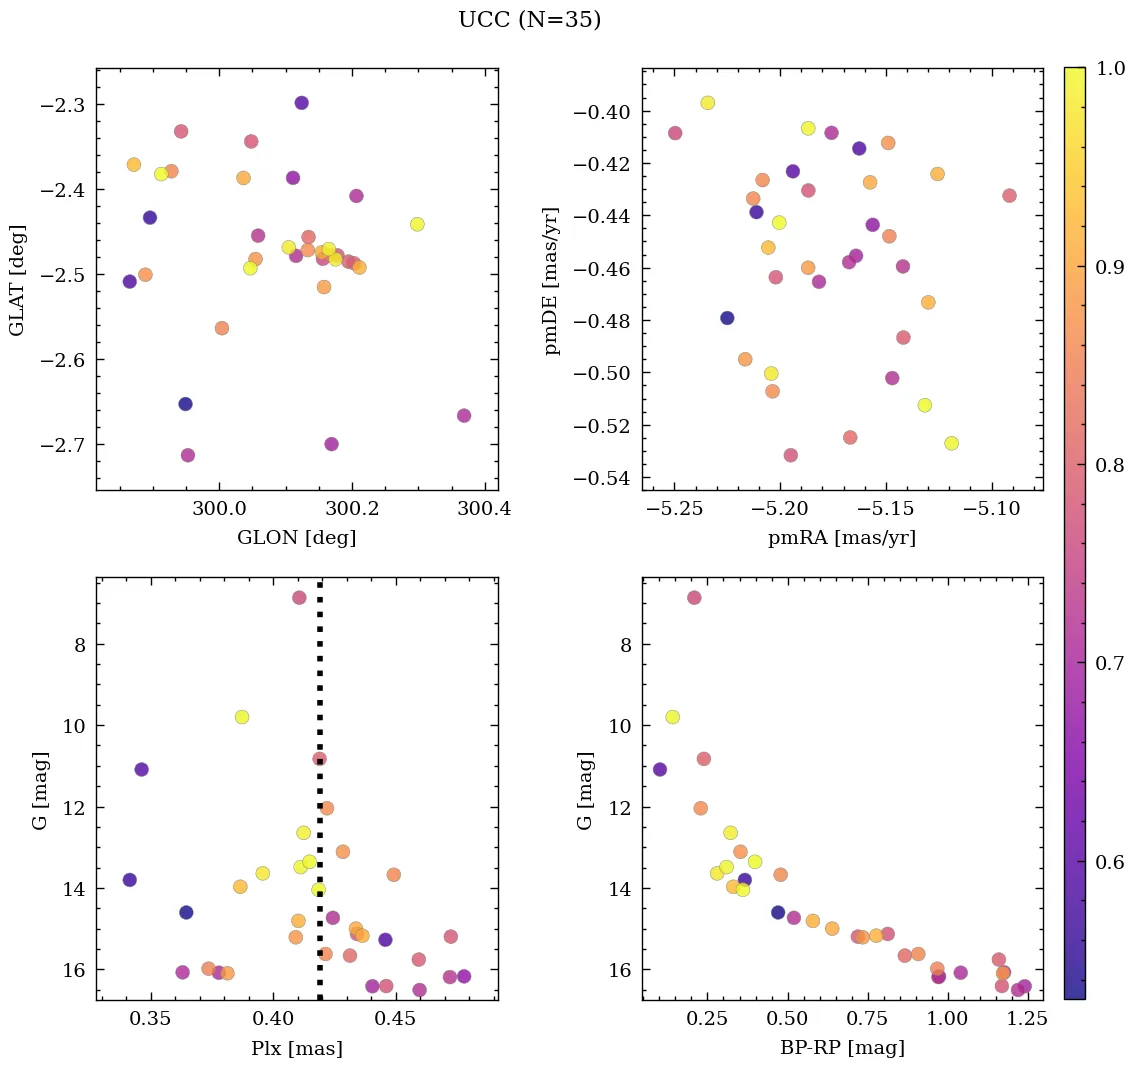 UCC (N=35)
−2.3
−2.4
−2.5
−2.6
−2.7
GLAT [deg]
300.0 300.2 300.4
GLON [deg]
−0.40
−0.42
−0.44
−0.46
−0.48
−0.50
−0.52
−0.54
pmDE [mas/yr]
−5.25 −5.20 −5.15 −5.10
pmRA [mas/yr]
8
10
12
14
16
G [mag]
0.35 0.40 0.45
Plx [mas]
8
10
12
14
16
G [mag]
0.25 0.50 0.75 1.00 1.25
BP-RP [mag]
1.0
0.9
0.8
0.7
0.6